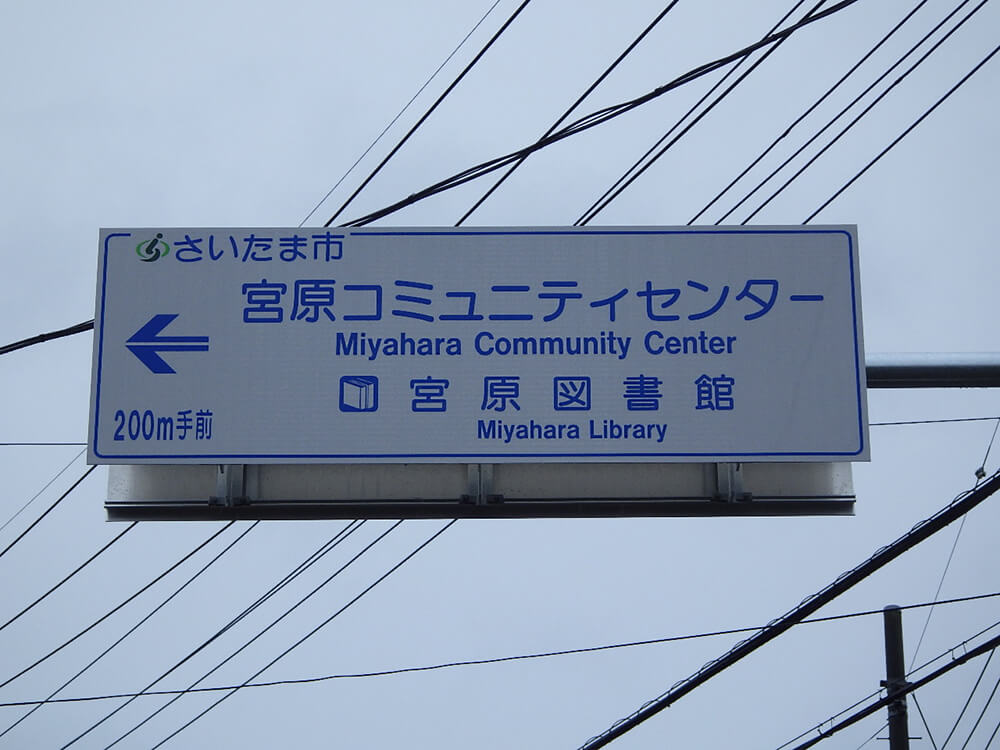 さいたま市
宮原コミュニティセンター
Miyahara Community Center
宮原図書館
Miyahara Library
200m手前